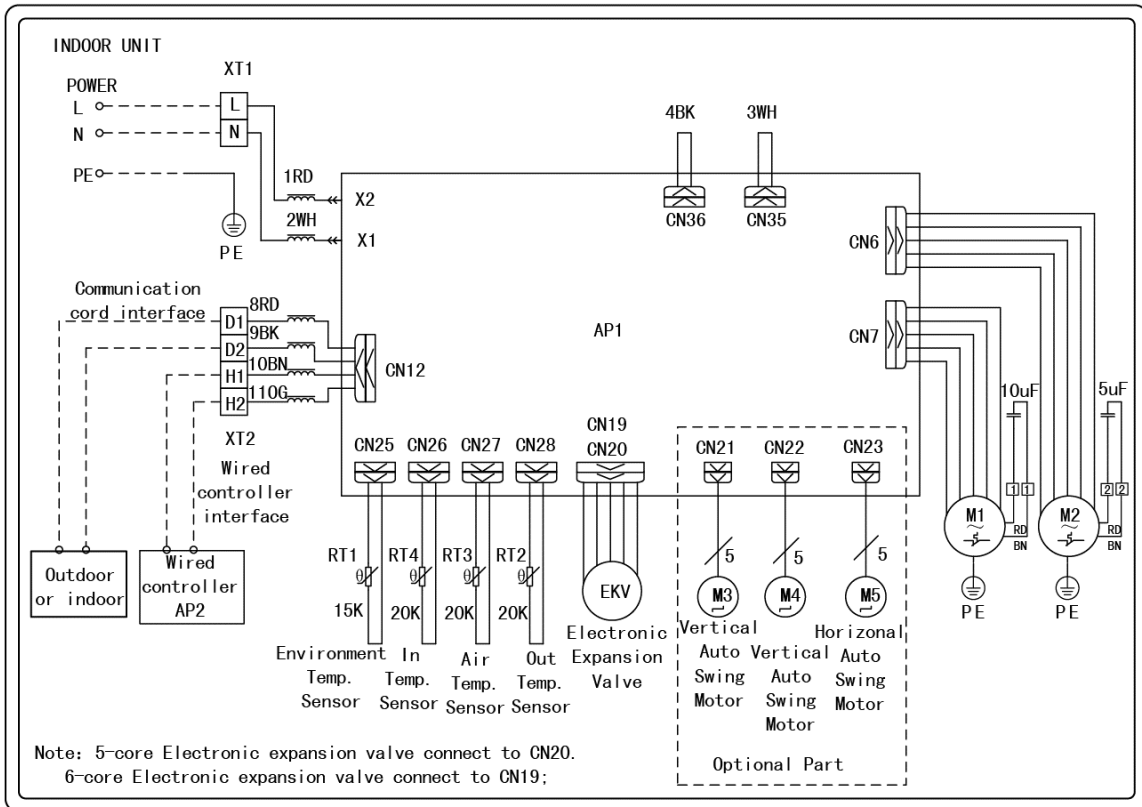 INDOOR UNIT
XT1
POWER
L
L
N
N
PE
PE
1RD
X2
2WH
X1
4BK
3WH
CN36
CN35
CN6
CN7
AP1
Communication
cord interface
8RD
D1
9BK
D2
10BN
H1
11OG
H2
CN12
XT2
Wired
controller
interface
CN25
CN26
CN27
CN28
CN19
CN20
CN21
CN22
CN23
10uF
5uF
1
1
2
2
M1
~
M2
~
RD
BN
RD
BN
PE
PE
Outdoor
or indoor
Wired
controller
AP2
RT1
RT4
RT3
RT2
θ
θ
θ
θ
15K
20K
20K
20K
EKV
5
5
5
M3
M4
M5
Environment
Temp.
Sensor
In
Temp.
Sensor
Air
Temp.
Sensor
Out
Temp.
Sensor
Electronic
Expansion
Valve
Vertical
Auto
Swing
Motor
Vertical
Auto
Swing
Motor
Horizonal
Auto
Swing
Motor
Optional Part
Note: 5-core Electronic expansion valve connect to CN20.
6-core Electronic expansion valve connect to CN19;